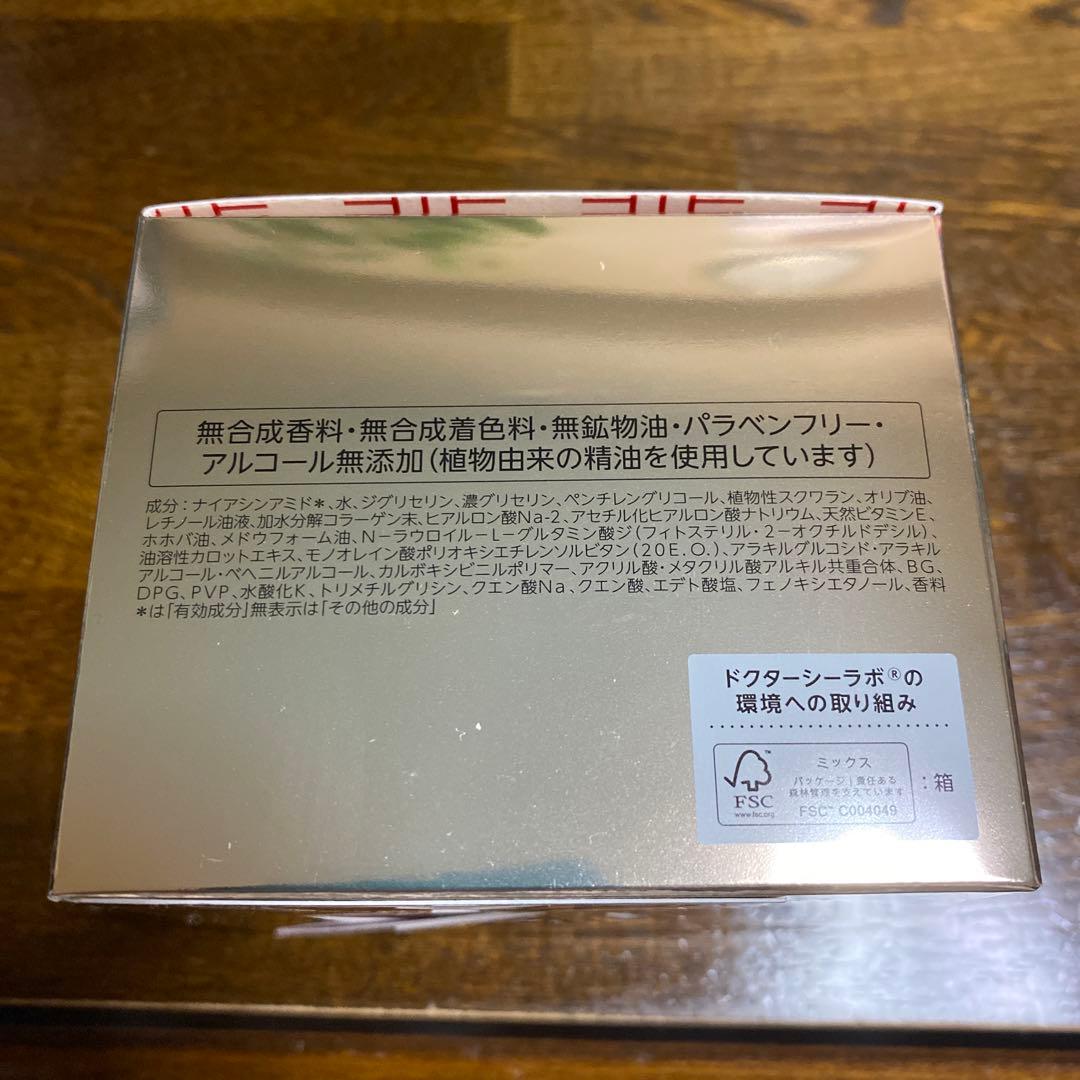 無合成香料・無合成着色料・無鉱物油・パラベンフリー・
アルコール無添加(植物由来の精油を使用しています)
成分:ナイアシンアミド*、水、ジグリセリン、濃グリセリン、ペンチレングリコール、植物性スクワラン、オリブ油、
レチノール油液、加水分解コラーゲン末、ヒアルロン酸Na-2、アセチル化ヒアルロン酸ナトリウム、天然ビタミンE、
ホホバ油、メドウフォーム油、N-ラウロイル-L-グルタミン酸ジ(フィトステリル・2-オクチルドデシル)、
油溶性カロットエキス、モノオレイン酸ポリオキシエチレンソルビタン(20E.O.)、アラキルグルコシド・アラキル
アルコール・ベヘニルアルコール、カルボキシビニルポリマー、アクリル酸・メタクリル酸アルキル共重合体、BG、
DPG、PVP、水酸化K、トリメチルグリシン、クエン酸Na、クエン酸、エデト酸塩、フェノキシエタノール、香料
*は「有効成分」無表示は「その他の成分」
ドクターシーラボ®の
環境への取り組み
FSC
www.fsc.org
ミックス
パッケージ|責任ある
森林管理を支えています
FSC™ C004049
:箱